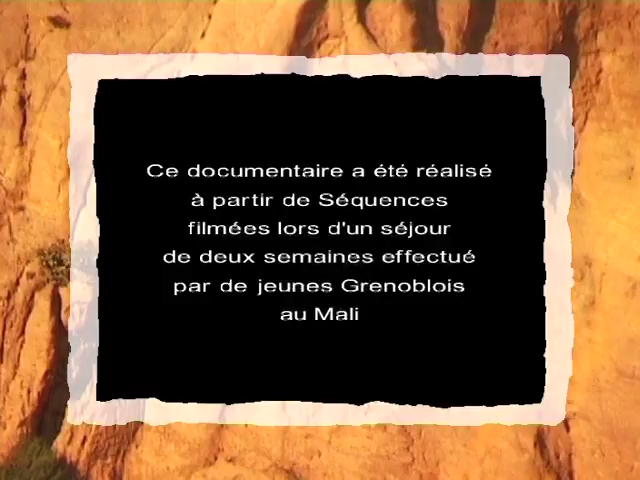 Ce documentaire a été réalisé
à partir de Séquences
filmées lors d'un séjour
de deux semaines effectué
par de jeunes Grenoblois
au Mali